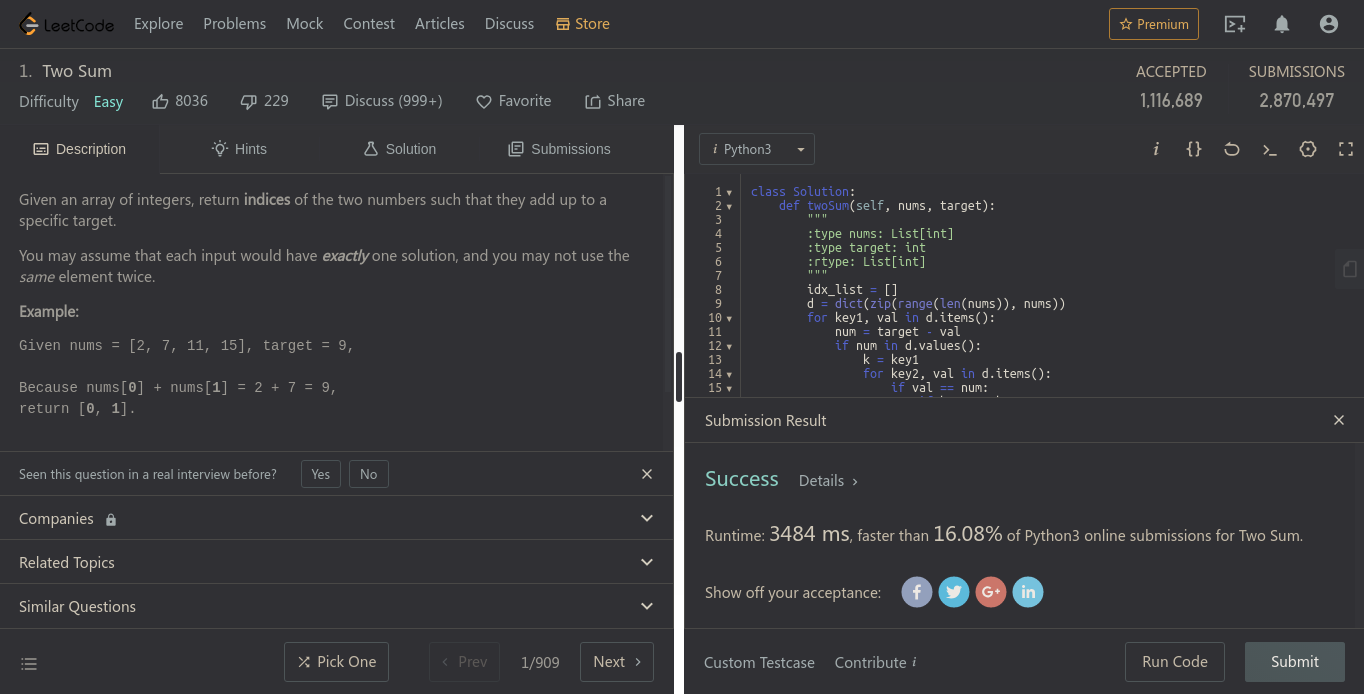 LeetCode Explore Problems Mock Contest Articles Discuss Store Premium
1. Two Sum
ACCEPTED SUBMISSIONS
Difficulty Easy 8036 229 Discuss (999+) Favorite Share
1,116,689 2,870,497
Description Hints Solution Submissions
Given an array of integers, return indices of the two numbers such that they add up to a
specific target.
You may assume that each input would have exactly one solution, and you may not use the
same element twice.
Example:
Given nums = [2, 7, 11, 15], target = 9,
Because nums[0] + nums[1] = 2 + 7 = 9,
return [0, 1].
Seen this question in a real interview before? Yes No
Companies
Related Topics
Similar Questions
Pick One Prev 1/909 Next
i Python3
1 class Solution:
2 def twoSum(self, nums, target):
3 """
4 :type nums: List[int]
5 :type target: int
6 :rtype: List[int]
7 """
8 idx_list = []
9 d = dict(zip(range(len(nums)), nums))
10 for key1, val in d.items():
11 num = target - val
12 if num in d.values():
13 k = key1
14 for key2, val in d.items():
15 if val == num:
Submission Result
Success Details
Runtime: 3484 ms, faster than 16.08% of Python3 online submissions for Two Sum.
Show off your acceptance:
Custom Testcase Contribute i Run Code Submit